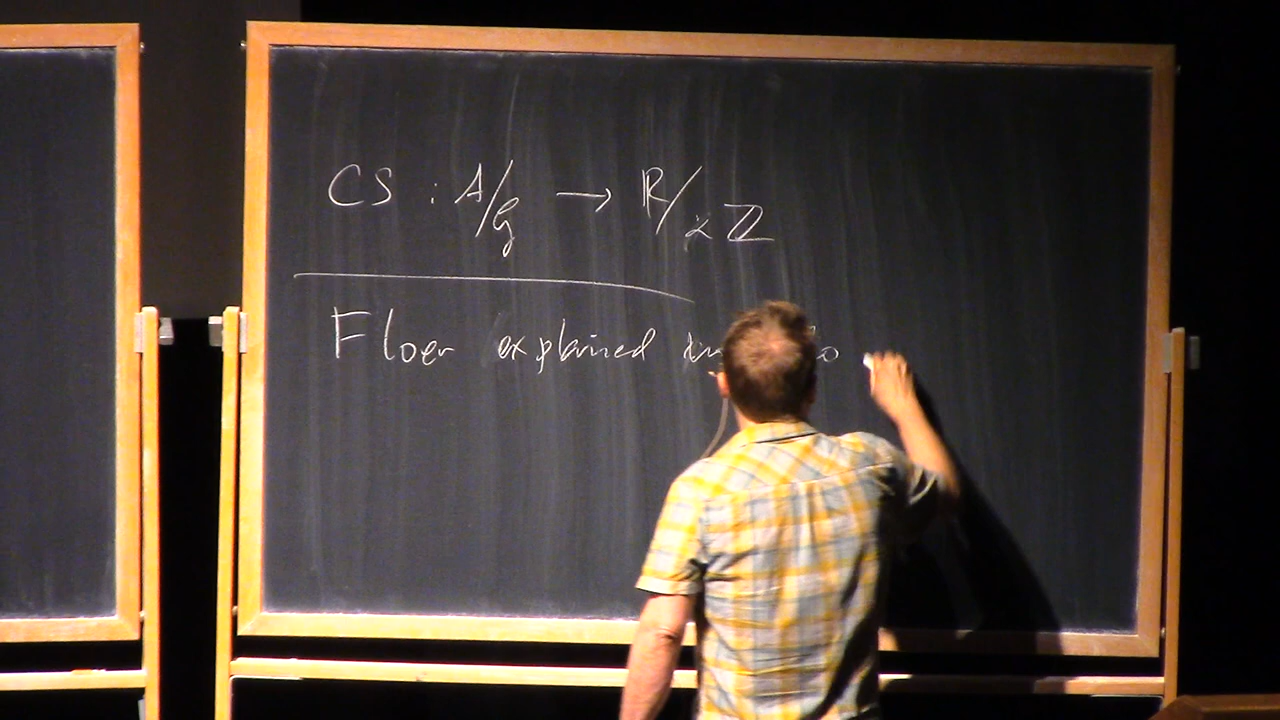 CS : A/G → ℝ/2ℤ
Floer explained